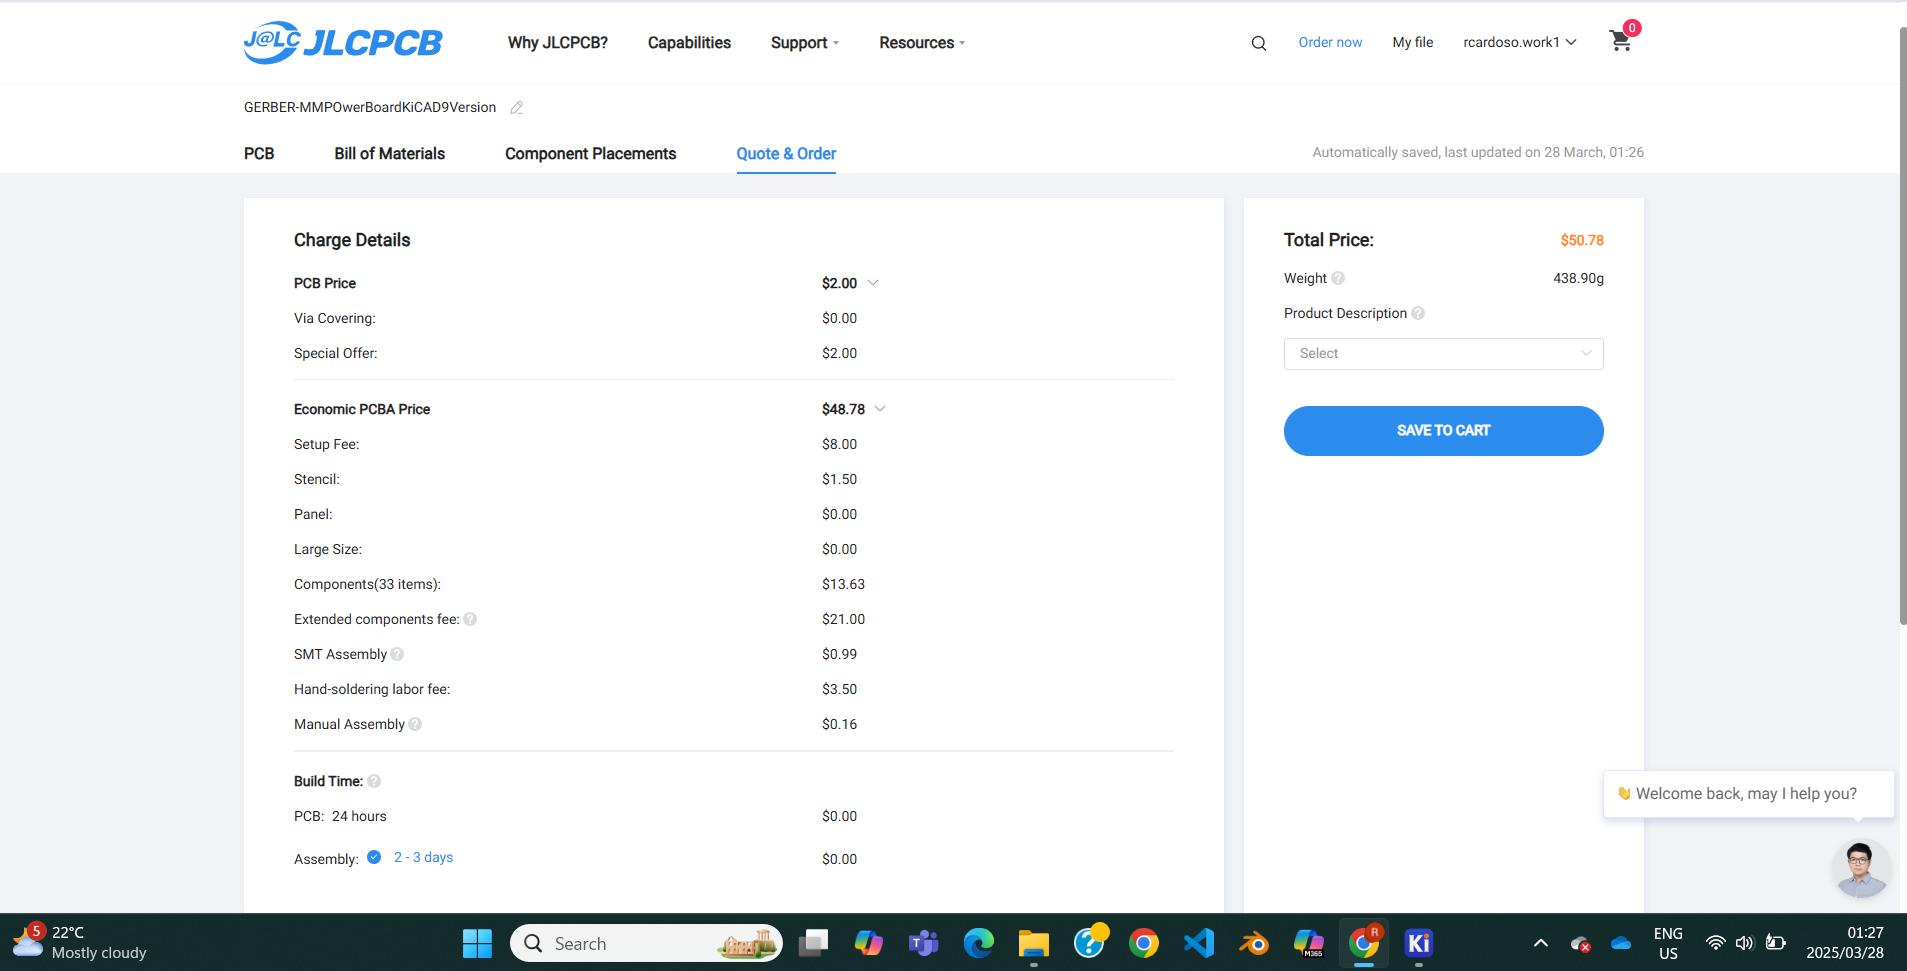 J@LC JLCPCB
Why JLCPCB?
Capabilities
Support
Resources
Order now
My file
rcardoso.work1
0
GERBER-MMPOwerBoardKiCAD9Version
PCB
Bill of Materials
Component Placements
Quote & Order
Automatically saved, last updated on 28 March, 01:26
Charge Details
PCB Price $2.00
Via Covering: $0.00
Special Offer: $2.00
Economic PCBA Price $48.78
Setup Fee: $8.00
Stencil: $1.50
Panel: $0.00
Large Size: $0.00
Components(33 items): $13.63
Extended components fee: ? $21.00
SMT Assembly ? $0.99
Hand-soldering labor fee: $3.50
Manual Assembly ? $0.16
Build Time: ?
PCB: 24 hours $0.00
Assembly: 2 - 3 days $0.00
Total Price: $50.78
Weight ? 438.90g
Product Description ?
Select
SAVE TO CART
👋 Welcome back, may I help you?
5
22°C
Mostly cloudy
Search
T
?
M365
R
Ki
ENG
US
01:27
2025/03/28